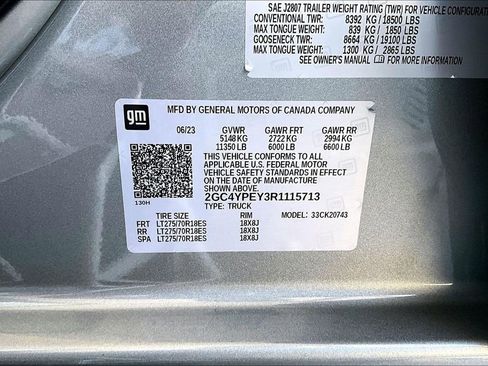 SAE J2807 TRAILER WEIGHT RATING (TWR) FOR VEHICLE CONFIGURAT
CONVENTIONAL TWR: 8392 KG / 18500 LBS
MAX TONGUE WEIGHT: 839 KG / 1850 LBS
GOOSENECK TWR: 8664 KG / 19100 LBS
MAX TONGUE WEIGHT: 1300 KG / 2865 LBS
SEE OWNER'S MANUAL FOR ADDITIONAL
gm
MFD BY GENERAL MOTORS OF CANADA COMPANY
06/23 GVWR GAWR FRT GAWR RR
5148 KG 2722 KG 2994 KG
11350 LB 6000 LB 6600 LB
THIS VEHICLE CONFORMS TO ALL
APPLICABLE U.S. FEDERAL MOTOR
VEHICLE SAFETY STANDARDS IN EFFECT
ON THE DATE OF MANUFACTURE
SHOWN ABOVE.
2GC4YPEY3R1115713
TYPE: TRUCK
130H
MODEL: 33CK20743
TIRE SIZE RIM
FRT LT275/70R18ES 18X8J
RR LT275/70R18ES 18X8J
SPA LT275/70R18ES 18X8J